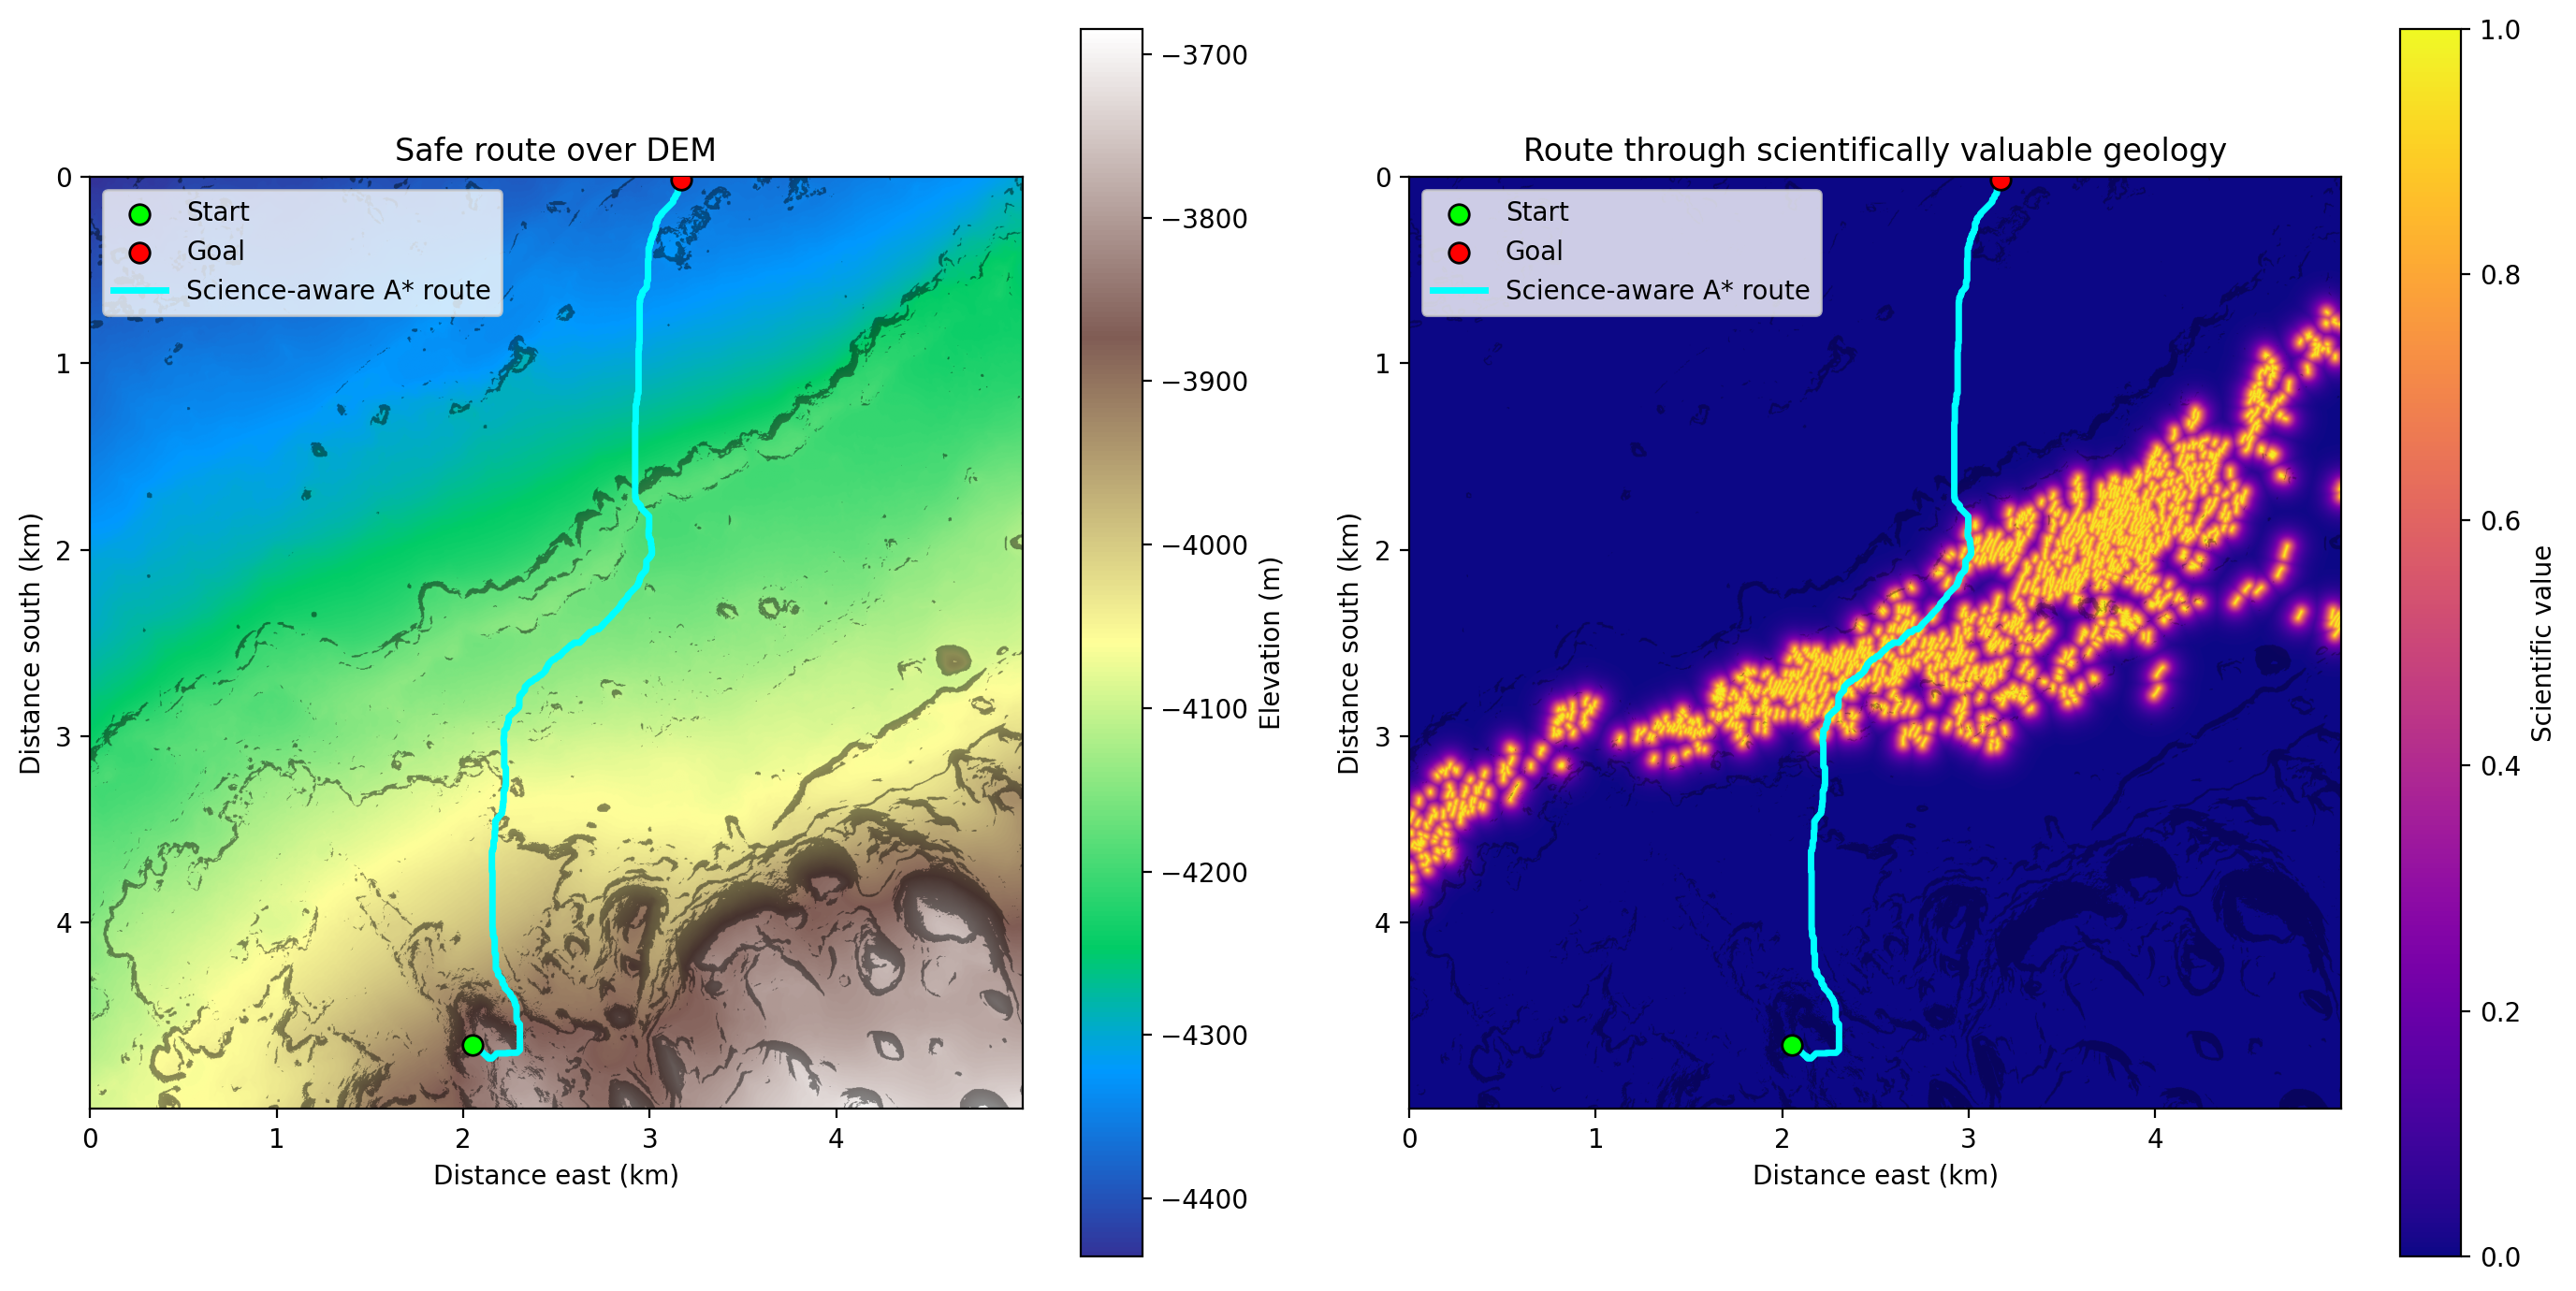 Safe route over DEM
Start
Goal
Science-aware A* route
0
1
2
3
4
Distance south (km)
0
1
2
3
4
Distance east (km)
−3700
−3800
−3900
−4000
−4100
−4200
−4300
−4400
Elevation (m)
Route through scientifically valuable geology
Start
Goal
Science-aware A* route
0
1
2
3
4
Distance south (km)
0
1
2
3
4
Distance east (km)
1.0
0.8
0.6
0.4
0.2
0.0
Scientific value